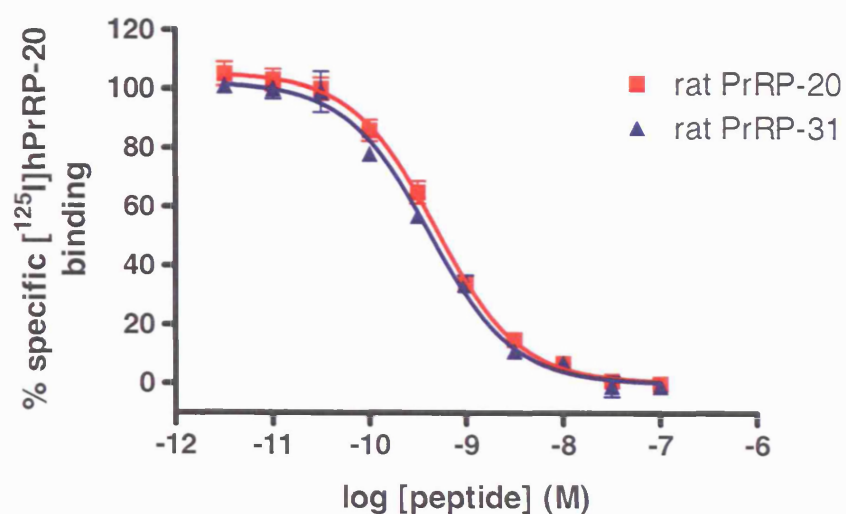 120
100
80
60
40
20
0
% specific [¹²⁵I]hPrRP-20
binding
-12 -11 -10 -9 -8 -7 -6
log [peptide] (M)
rat PrRP-20
rat PrRP-31